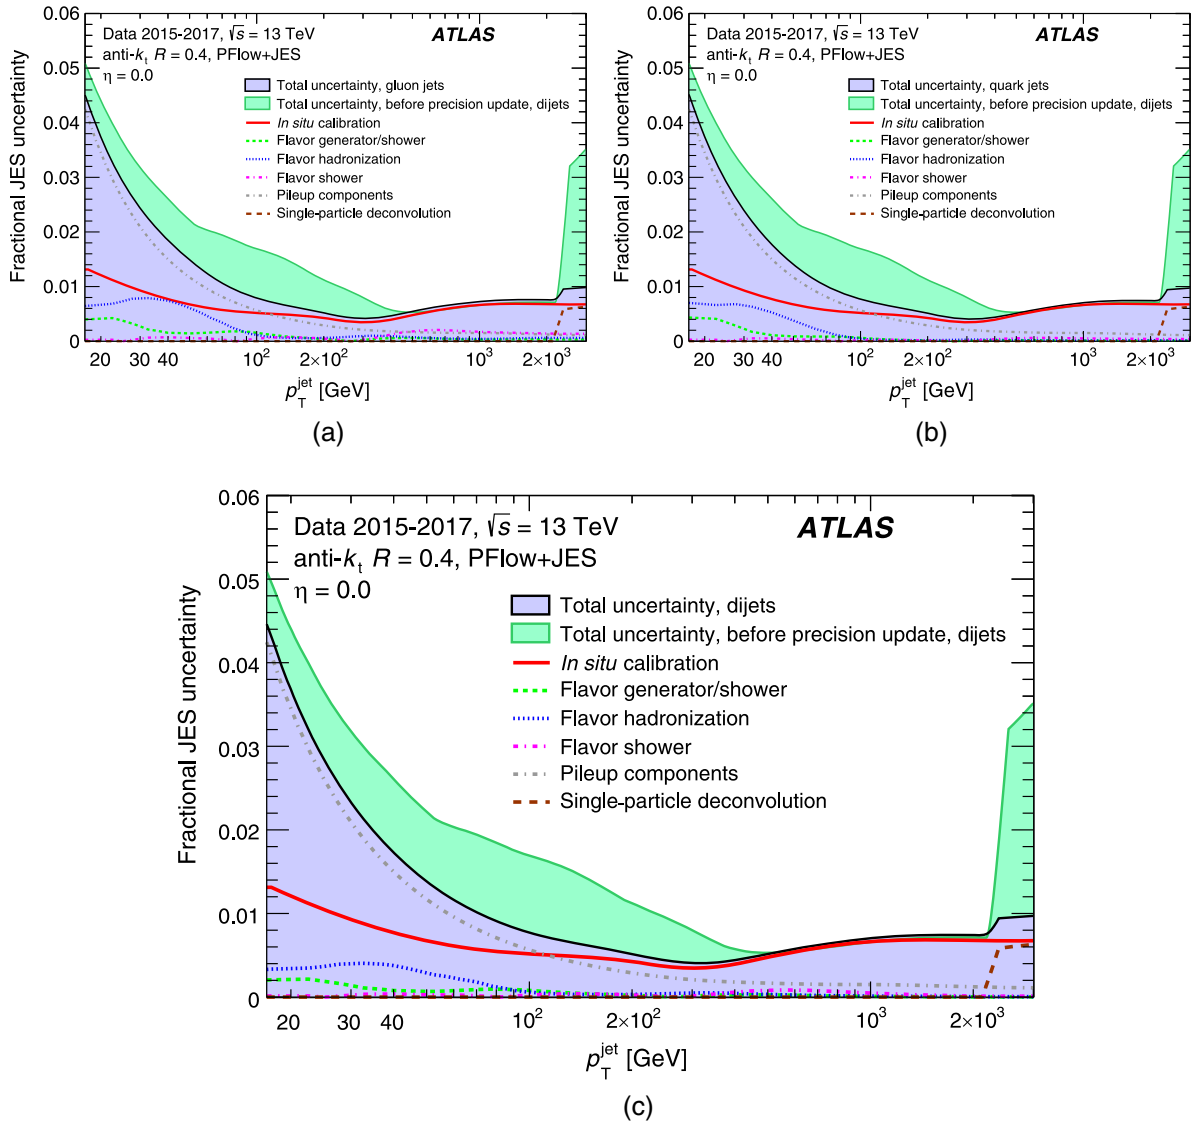 Data 2015-2017, √s = 13 TeV
ATLAS
anti-kt R = 0.4, PFlow+JES
η = 0.0
Total uncertainty, gluon jets
Total uncertainty, before precision update, dijets
In situ calibration
Flavor generator/shower
Flavor hadronization
Flavor shower
Pileup components
Single-particle deconvolution
Fractional JES uncertainty
0.06
0.05
0.04
0.03
0.02
0.01
0
20 30 40 10² 2×10² 10³ 2×10³
pT^jet [GeV]
(a)
Data 2015-2017, √s = 13 TeV
ATLAS
anti-kt R = 0.4, PFlow+JES
η = 0.0
Total uncertainty, quark jets
Total uncertainty, before precision update, dijets
In situ calibration
Flavor generator/shower
Flavor hadronization
Flavor shower
Pileup components
Single-particle deconvolution
Fractional JES uncertainty
0.06
0.05
0.04
0.03
0.02
0.01
0
20 30 40 10² 2×10² 10³ 2×10³
pT^jet [GeV]
(b)
Data 2015-2017, √s = 13 TeV
ATLAS
anti-kt R = 0.4, PFlow+JES
η = 0.0
Total uncertainty, dijets
Total uncertainty, before precision update, dijets
In situ calibration
Flavor generator/shower
Flavor hadronization
Flavor shower
Pileup components
Single-particle deconvolution
Fractional JES uncertainty
0.06
0.05
0.04
0.03
0.02
0.01
0
20 30 40 10² 2×10² 10³ 2×10³
pT^jet [GeV]
(c)